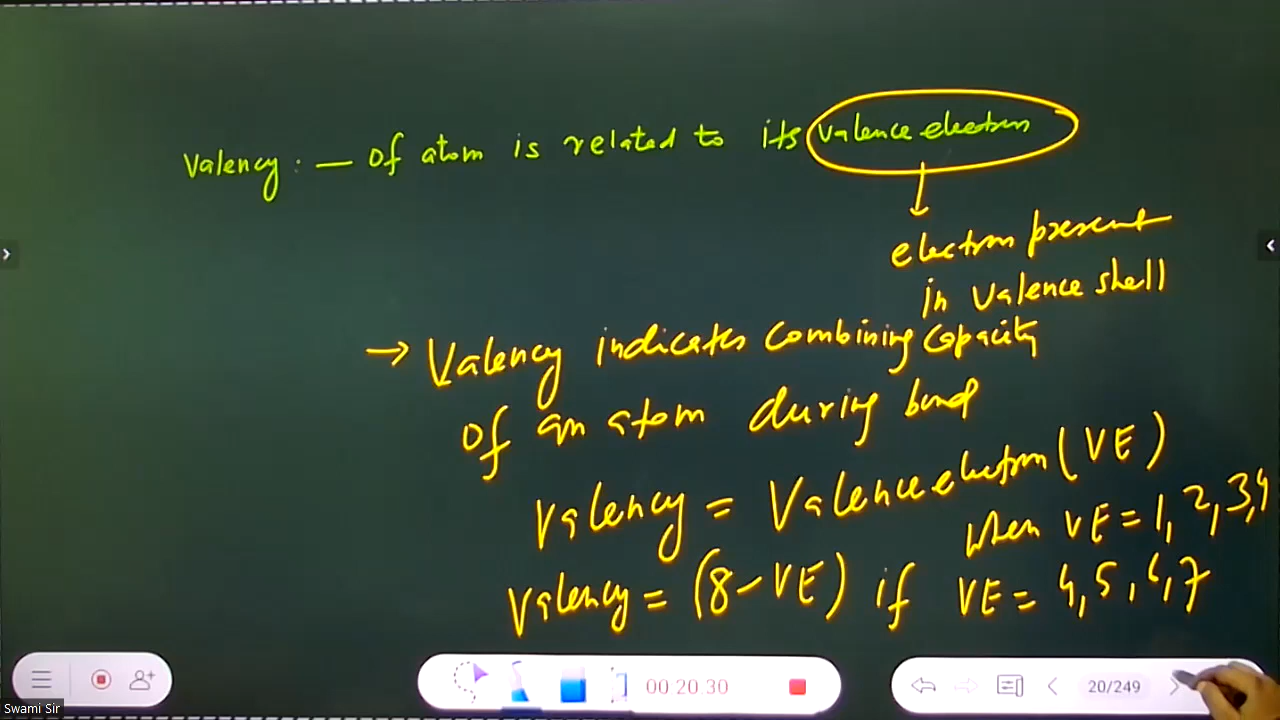 Valency: — Of atom is related to its valence electron
electron present
in valence shell
→ Valency indicates combining capacity
of an atom during bond
Valency = Valence electron (VE)
when VE = 1, 2, 3, 4
Valency = (8-VE) if VE = 4, 5, 6, 7
00 20.30
20/249
Swami Sir